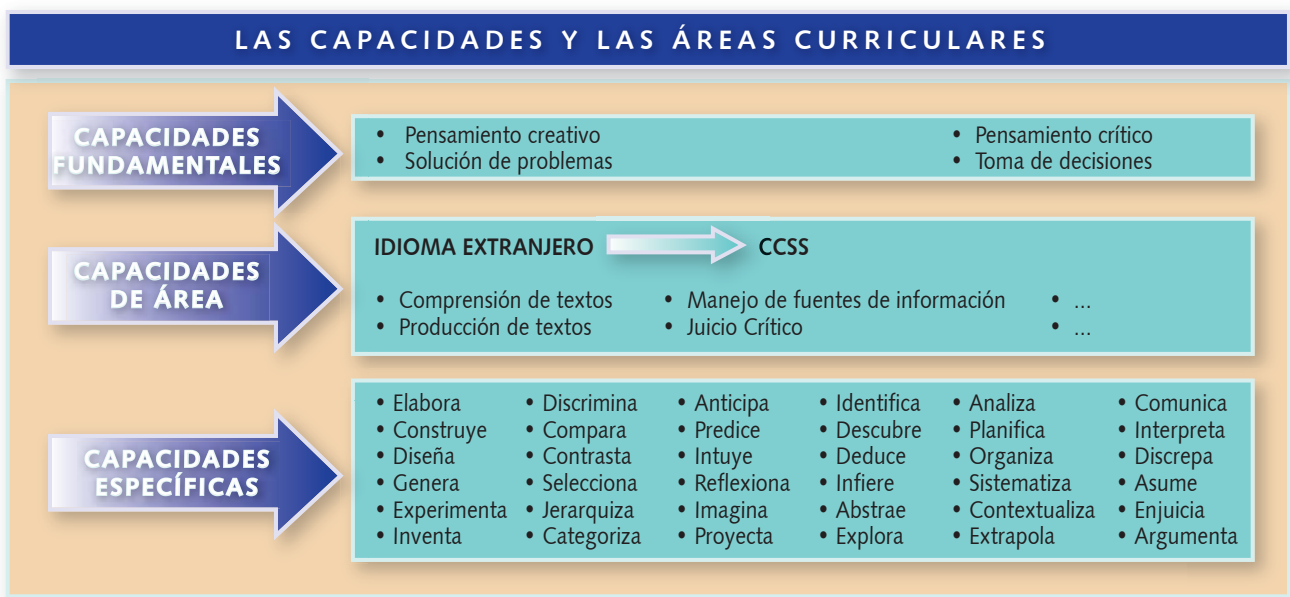 LAS CAPACIDADES Y LAS ÁREAS CURRICULARES
CAPACIDADES
FUNDAMENTALES
• Pensamiento creativo • Pensamiento crítico
• Solución de problemas • Toma de decisiones
CAPACIDADES
DE ÁREA
IDIOMA EXTRANJERO CCSS
• Comprensión de textos • Manejo de fuentes de información • ...
• Producción de textos • Juicio Crítico • ...
CAPACIDADES
ESPECÍFICAS
• Elabora • Discrimina • Anticipa • Identifica • Analiza • Comunica
• Construye • Compara • Predice • Descubre • Planifica • Interpreta
• Diseña • Contrasta • Intuye • Deduce • Organiza • Discrepa
• Genera • Selecciona • Reflexiona • Infiere • Sistematiza • Asume
• Experimenta • Jerarquiza • Imagina • Abstrae • Contextualiza • Enjuicia
• Inventa • Categoriza • Proyecta • Explora • Extrapola • Argumenta